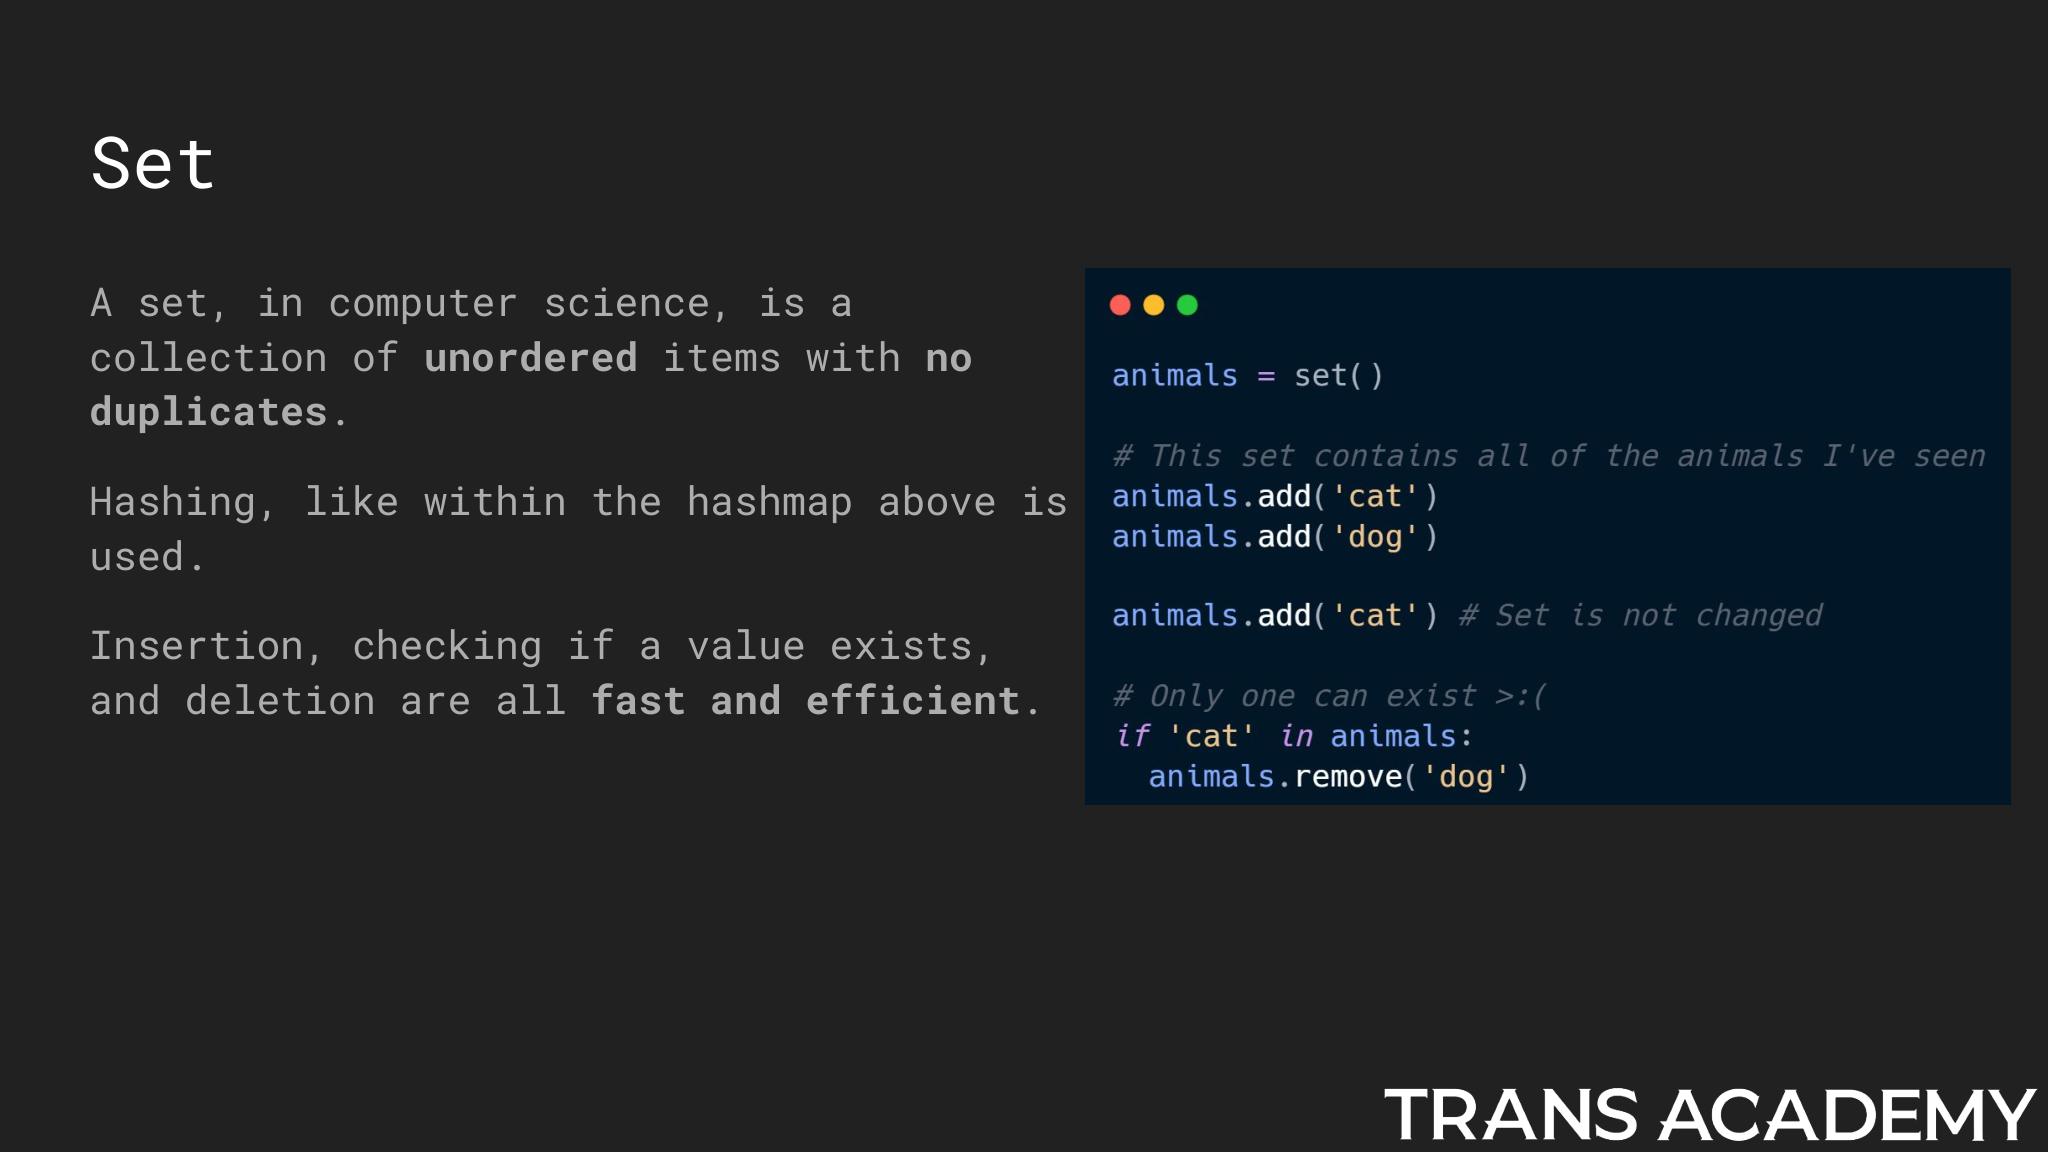 Set
A set, in computer science, is a
collection of unordered items with no
duplicates.
Hashing, like within the hashmap above is
used.
Insertion, checking if a value exists,
and deletion are all fast and efficient.
animals = set()
# This set contains all of the animals I've seen
animals.add('cat')
animals.add('dog')
animals.add('cat') # Set is not changed
# Only one can exist >:(
if 'cat' in animals:
  animals.remove('dog')
TRANS ACADEMY